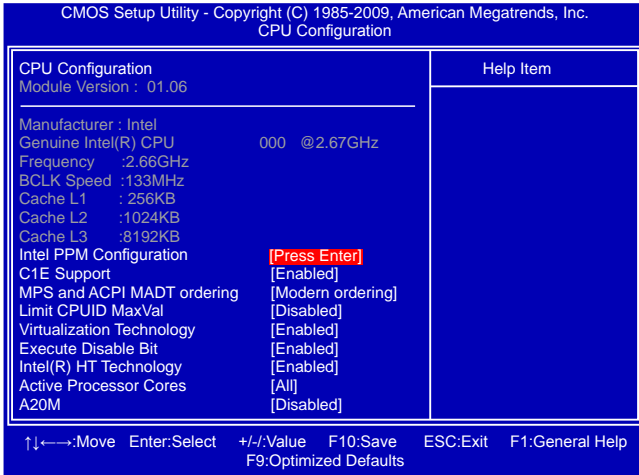 CMOS Setup Utility - Copyright (C) 1985-2009, American Megatrends, Inc.
CPU Configuration
CPU Configuration
Module Version : 01.06
Help Item
Manufacturer : Intel
Genuine Intel(R) CPU 000 @2.67GHz
Frequency :2.66GHz
BCLK Speed :133MHz
Cache L1 : 256KB
Cache L2 :1024KB
Cache L3 :8192KB
Intel PPM Configuration [Press Enter]
C1E Support [Enabled]
MPS and ACPI MADT ordering [Modern ordering]
Limit CPUID MaxVal [Disabled]
Virtualization Technology [Enabled]
Execute Disable Bit [Enabled]
Intel(R) HT Technology [Enabled]
Active Processor Cores [All]
A20M [Disabled]
↑↓←→:Move Enter:Select +/-/:Value F10:Save ESC:Exit F1:General Help
F9:Optimized Defaults